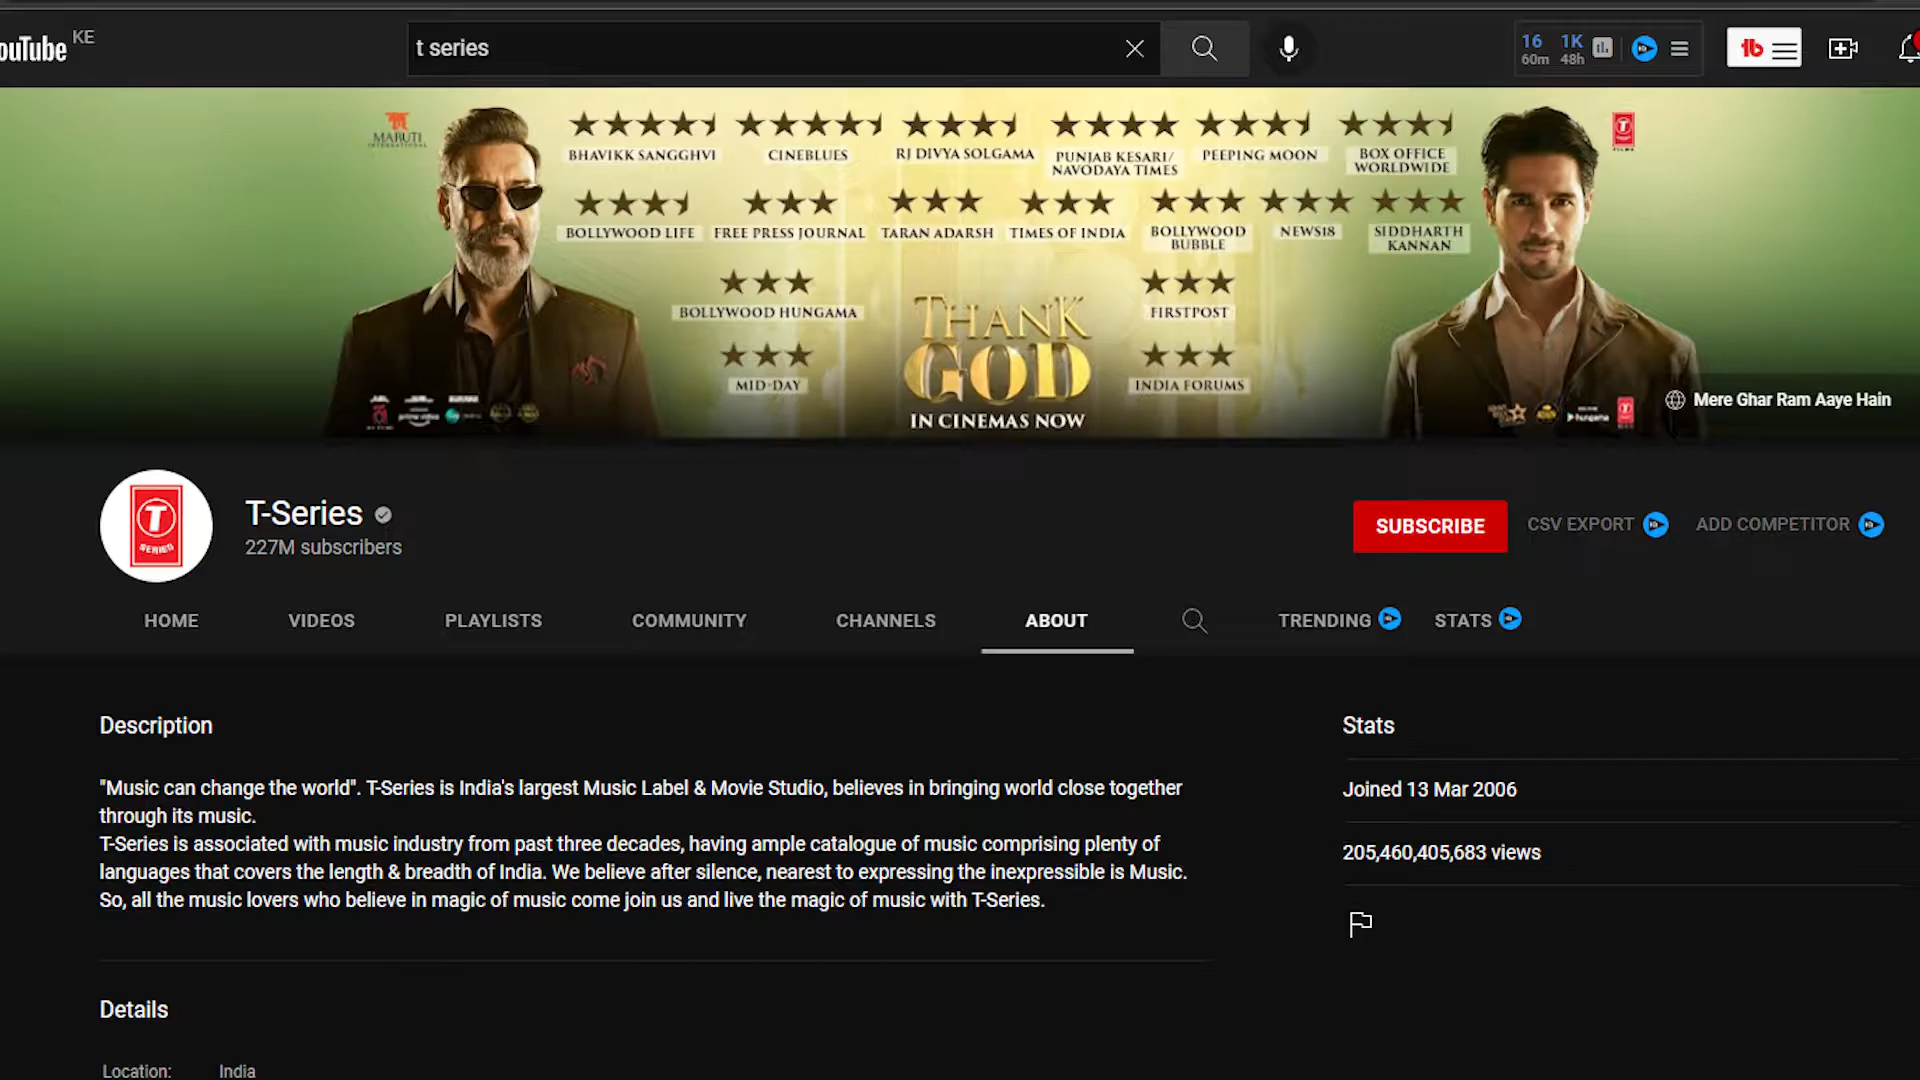 ouTube KE
t series
16 1K
60m 48h
MARUTI
INTERNATIONAL
BHAVIKK SANGGHVI
CINEBLUES
RJ DIVYA SOLGAMA
PUNJAB KESARI/
NAVODAYA TIMES
PEEPING MOON
BOX OFFICE
WORLDWIDE
BOLLYWOOD LIFE
FREE PRESS JOURNAL
TARAN ADARSH
TIMES OF INDIA
BOLLYWOOD
BUBBLE
NEWS18
SIDDHARTH
KANNAN
BOLLYWOOD HUNGAMA
FIRSTPOST
MID-DAY
INDIA FORUMS
THANK
GOD
IN CINEMAS NOW
Mere Ghar Ram Aaye Hain
T
SERIES
T-Series
227M subscribers
SUBSCRIBE
CSV EXPORT
ADD COMPETITOR
HOME
VIDEOS
PLAYLISTS
COMMUNITY
CHANNELS
ABOUT
TRENDING
STATS
Description
"Music can change the world". T-Series is India's largest Music Label & Movie Studio, believes in bringing world close together
through its music.
T-Series is associated with music industry from past three decades, having ample catalogue of music comprising plenty of
languages that covers the length & breadth of India. We believe after silence, nearest to expressing the inexpressible is Music.
So, all the music lovers who believe in magic of music come join us and live the magic of music with T-Series.
Stats
Joined 13 Mar 2006
205,460,405,683 views
Details
Location: India